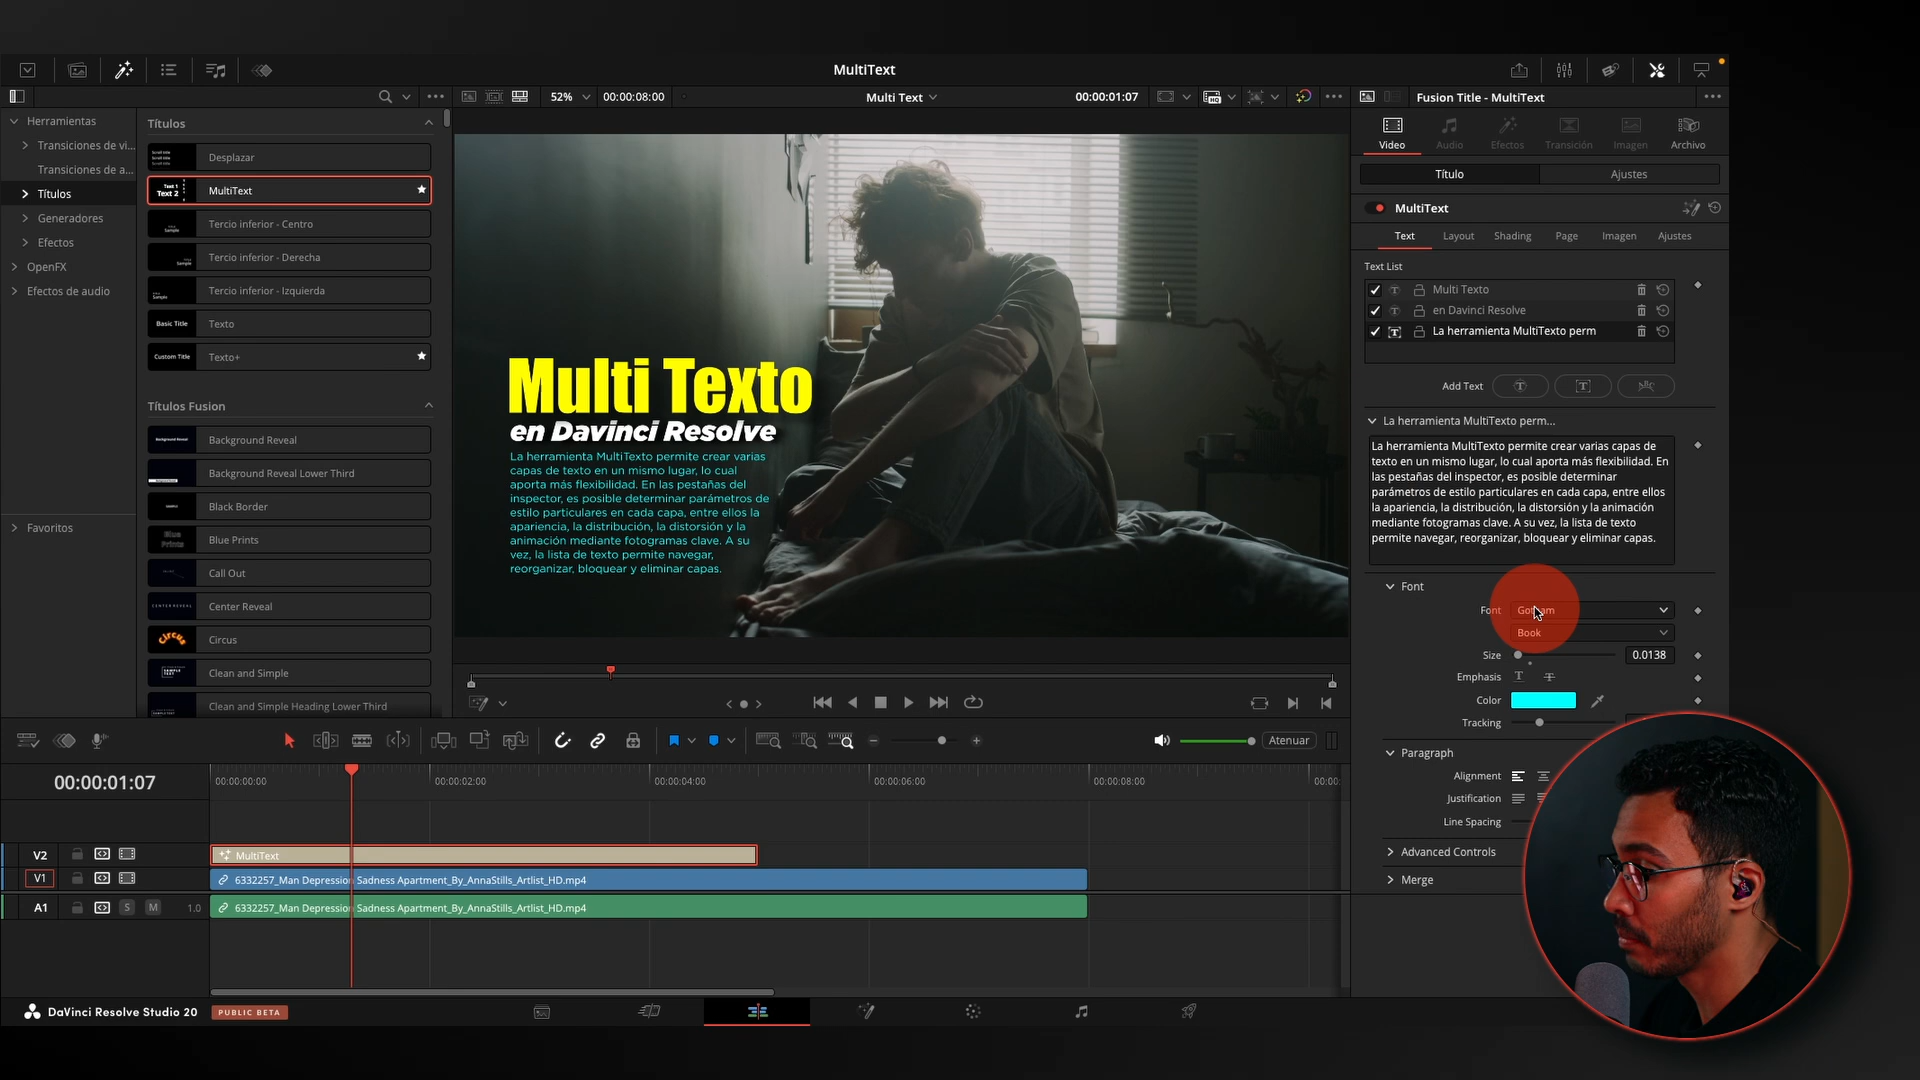 MultiText
52%
00:00:08:00
Multi Text
00:00:01:07
Fusion Title - MultiText
Herramientas
Transiciones de vi...
Transiciones de a...
Títulos
Generadores
Efectos
OpenFX
Efectos de audio
Favoritos
Títulos
Desplazar
Text 1
Text 2
MultiText
Tercio inferior - Centro
Tercio inferior - Derecha
Tercio inferior - Izquierda
Basic Title
Texto
Custom Title
Texto+
Títulos Fusion
Background Reveal
Background Reveal Lower Third
Black Border
Blue Prints
Call Out
Center Reveal
Circus
Clean and Simple
Clean and Simple Heading Lower Third
Multi Texto
en Davinci Resolve
La herramienta MultiTexto permite crear varias
capas de texto en un mismo lugar, lo cual
aporta más flexibilidad. En las pestañas del
inspector, es posible determinar parámetros de
estilo particulares en cada capa, entre ellos
la apariencia, la distribución, la distorsión y la
animación mediante fotogramas clave. A su
vez, la lista de texto permite navegar,
reorganizar, bloquear y eliminar capas.
Video
Audio
Efectos
Transición
Imagen
Archivo
Título
Ajustes
MultiText
Text
Layout
Shading
Page
Imagen
Ajustes
Text List
Multi Texto
en Davinci Resolve
La herramienta MultiTexto perm
Add Text
La herramienta MultiTexto perm...
La herramienta MultiTexto permite crear varias capas de
texto en un mismo lugar, lo cual aporta más flexibilidad. En
las pestañas del inspector, es posible determinar
parámetros de estilo particulares en cada capa, entre ellos
la apariencia, la distribución, la distorsión y la animación
mediante fotogramas clave. A su vez, la lista de texto
permite navegar, reorganizar, bloquear y eliminar capas.
Font
Font
Gotham
Book
Size
0.0138
Emphasis
Color
Tracking
Paragraph
Alignment
Justification
Line Spacing
Advanced Controls
Merge
Atenuar
00:00:01:07
00:00:00:00
00:00:02:00
00:00:04:00
00:00:06:00
00:00:08:00
00:00:
V2
MultiText
V1
6332257_Man Depression Sadness Apartment_By_AnnaStills_Artlist_HD.mp4
A1
S
M
1.0
6332257_Man Depression Sadness Apartment_By_AnnaStills_Artlist_HD.mp4
DaVinci Resolve Studio 20
PUBLIC BETA